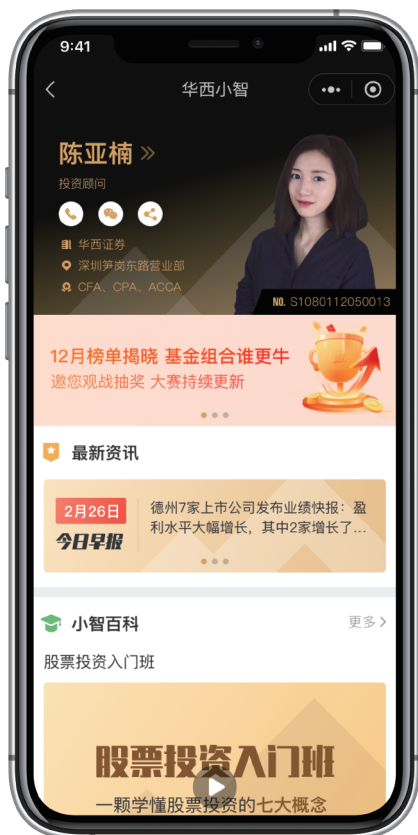 9:41
华西小智
陈亚楠
投资顾问
华西证券
深圳笋岗东路营业部
CFA、CPA、ACCA
NO. S1080112050013
12月榜单揭晓 基金组合谁更牛
邀您观战抽奖 大赛持续更新
最新资讯
2月26日
今日早报
德州7家上市公司发布业绩快报：盈
利水平大幅增长，其中2家增长了...
小智百科
更多
股票投资入门班
股票投资入门班
一颗学懂股票投资的七大概念